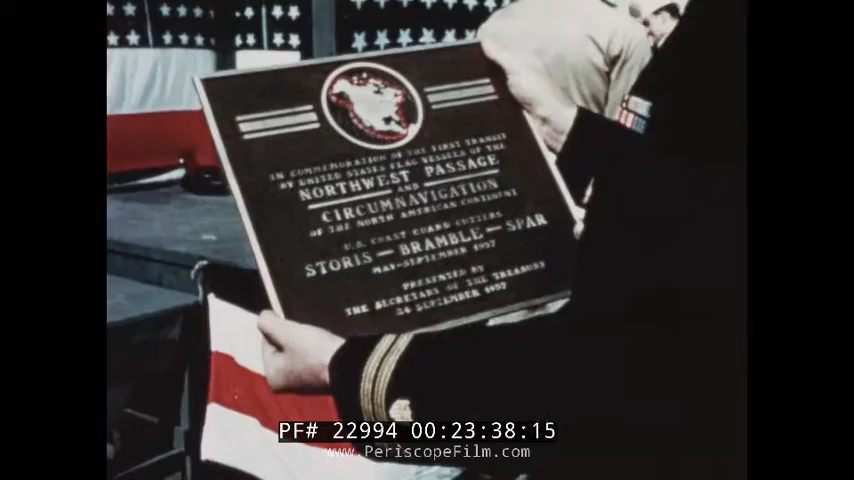 IN COMMEMORATION OF THE FIRST TRANSIT
BY UNITED STATES FLAG VESSELS OF THE
NORTHWEST PASSAGE
AND
CIRCUMNAVIGATION
OF THE NORTH AMERICAN CONTINENT
U.S. COAST GUARD CUTTERS
STORIS — BRAMBLE — SPAR
MAY-SEPTEMBER 1957
PRESENTED BY
THE SECRETARY OF THE TREASURY
24 SEPTEMBER 1957
PF# 22994 00:23:38:15
www.PeriscopeFilm.com